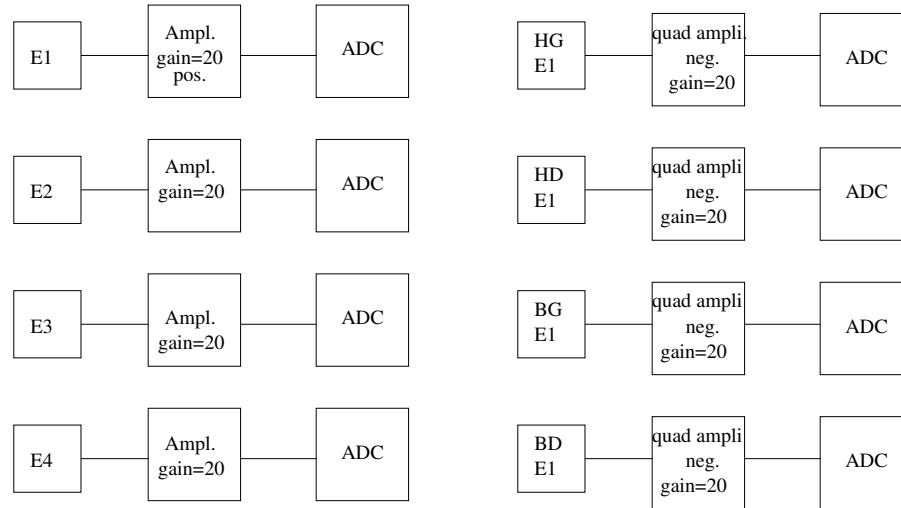 E1
Ampl.
gain=20
pos.
ADC
HG
E1
quad ampli.
neg.
gain=20
ADC
E2
Ampl.
gain=20
ADC
HD
E1
quad ampli
neg.
gain=20
ADC
E3
Ampl.
gain=20
ADC
BG
E1
quad ampli
neg.
gain=20
ADC
E4
Ampl.
gain=20
ADC
BD
E1
quad ampli
neg.
gain=20
ADC